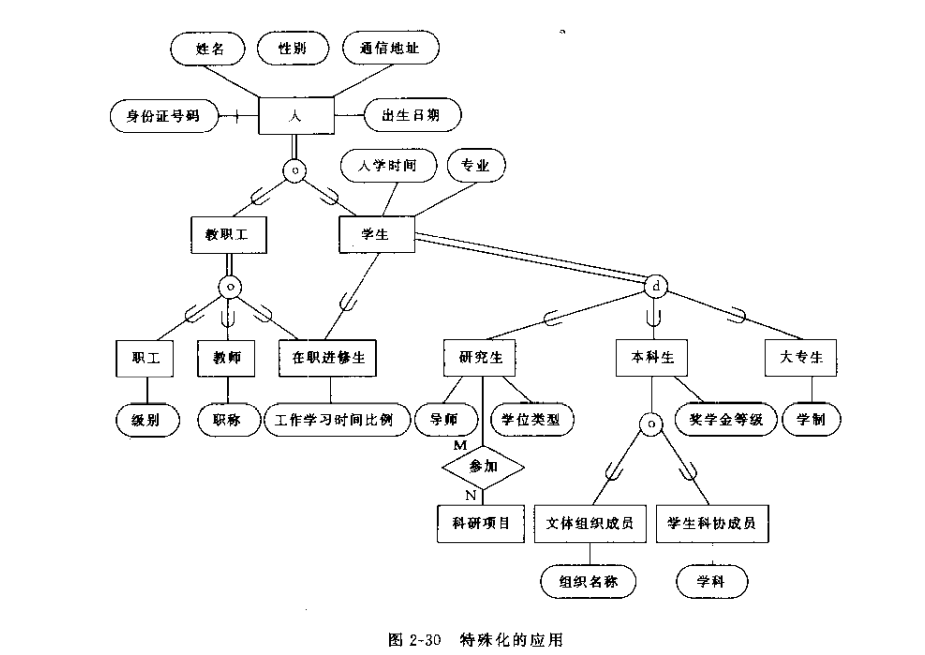 姓名 性别 通信地址
身份证号码 人 出生日期
o 入学时间 专业
教职工 学生
o d
职工 教师 在职进修生 研究生 本科生 大专生
级别 职称 工作学习时间比例 导师 学位类型 o 奖学金等级 学制
M
参加
N
科研项目 文体组织成员 学生科协成员
组织名称 学科
图 2-30 特殊化的应用